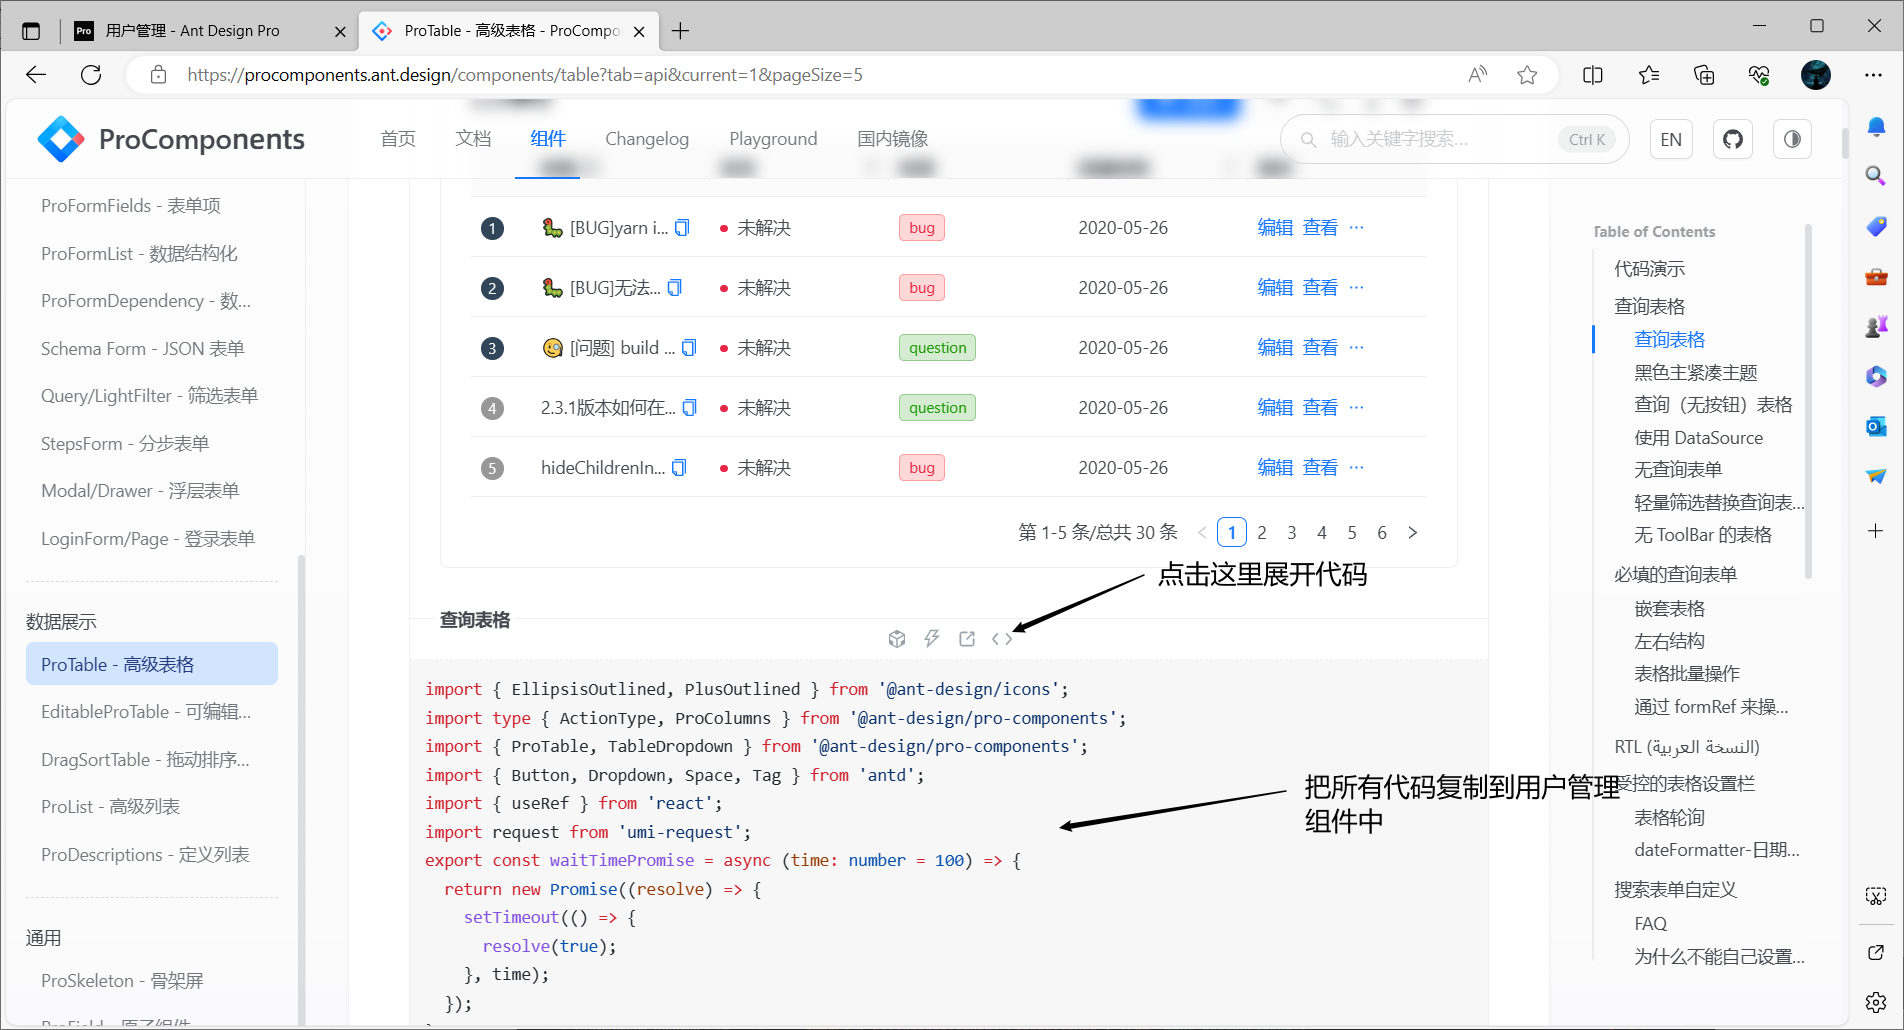 用户管理 - Ant Design Pro
ProTable - 高级表格 - ProCompo
https://procomponents.ant.design/components/table?tab=api&current=1&pageSize=5
ProComponents
首页 文档 组件 Changelog Playground 国内镜像
输入关键字搜索... Ctrl K
EN
ProFormFields - 表单项
ProFormList - 数据结构化
ProFormDependency - 数...
Schema Form - JSON 表单
Query/LightFilter - 筛选表单
StepsForm - 分步表单
Modal/Drawer - 浮层表单
LoginForm/Page - 登录表单
数据展示
ProTable - 高级表格
EditableProTable - 可编辑...
DragSortTable - 拖动排序...
ProList - 高级列表
ProDescriptions - 定义列表
通用
ProSkeleton - 骨架屏
ProField - 原子组件
1 🐛 [BUG]yarn i... 未解决 bug 2020-05-26 编辑 查看 ···
2 🐛 [BUG]无法... 未解决 bug 2020-05-26 编辑 查看 ···
3 🧐 [问题] build ... 未解决 question 2020-05-26 编辑 查看 ···
4 2.3.1版本如何在... 未解决 question 2020-05-26 编辑 查看 ···
5 hideChildrenIn... 未解决 bug 2020-05-26 编辑 查看 ···
第 1-5 条/总共 30 条 < 1 2 3 4 5 6 >
点击这里展开代码
查询表格
import { EllipsisOutlined, PlusOutlined } from '@ant-design/icons';
import type { ActionType, ProColumns } from '@ant-design/pro-components';
import { ProTable, TableDropdown } from '@ant-design/pro-components';
import { Button, Dropdown, Space, Tag } from 'antd';
import { useRef } from 'react';
import request from 'umi-request';
export const waitTimePromise = async (time: number = 100) => {
  return new Promise((resolve) => {
    setTimeout(() => {
      resolve(true);
    }, time);
  });
把所有代码复制到用户管理
组件中
Table of Contents
代码演示
查询表格
查询表格
黑色主紧凑主题
查询（无按钮）表格
使用 DataSource
无查询表单
轻量筛选替换查询表...
无 ToolBar 的表格
必填的查询表单
嵌套表格
左右结构
表格批量操作
通过 formRef 来操...
RTL (النسخة العربية)
受控的表格设置栏
表格轮询
dateFormatter-日期...
搜索表单自定义
FAQ
为什么不能自己设置...